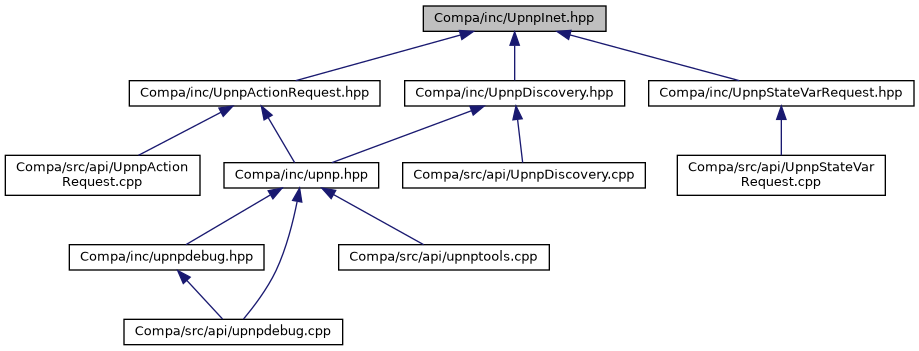 Compa/inc/UpnpInet.hpp
Compa/inc/UpnpActionRequest.hpp
Compa/inc/UpnpDiscovery.hpp
Compa/inc/UpnpStateVarRequest.hpp
Compa/src/api/UpnpAction
Request.cpp
Compa/inc/upnp.hpp
Compa/src/api/UpnpDiscovery.cpp
Compa/src/api/UpnpStateVar
Request.cpp
Compa/inc/upnpdebug.hpp
Compa/src/api/upnptools.cpp
Compa/src/api/upnpdebug.cpp